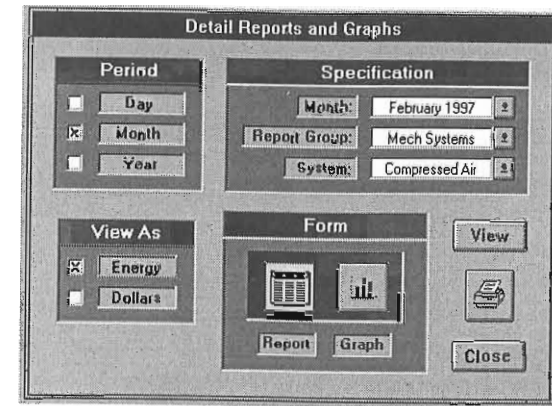 Detail Reports and Graphs
Period
Day
Month
Year
Specification
Month: February 1997
Report Group: Mech Systems
System: Compressed Air
View As
Energy
Dollars
Form
Report Graph
View
Close